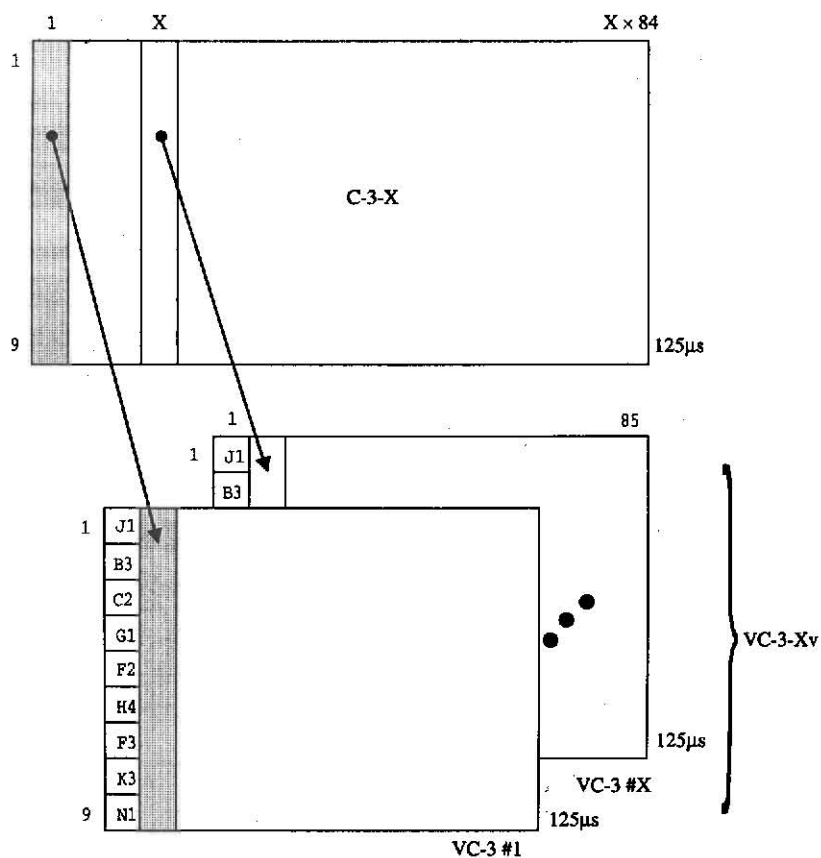 1 X X × 84
1
C-3-X
9 125μs
1 85
1 J1
B3
1 J1
B3
C2
G1
F2
H4
F3
K3
9 N1
VC-3-Xv
125μs
VC-3 #X
125μs
VC-3 #1